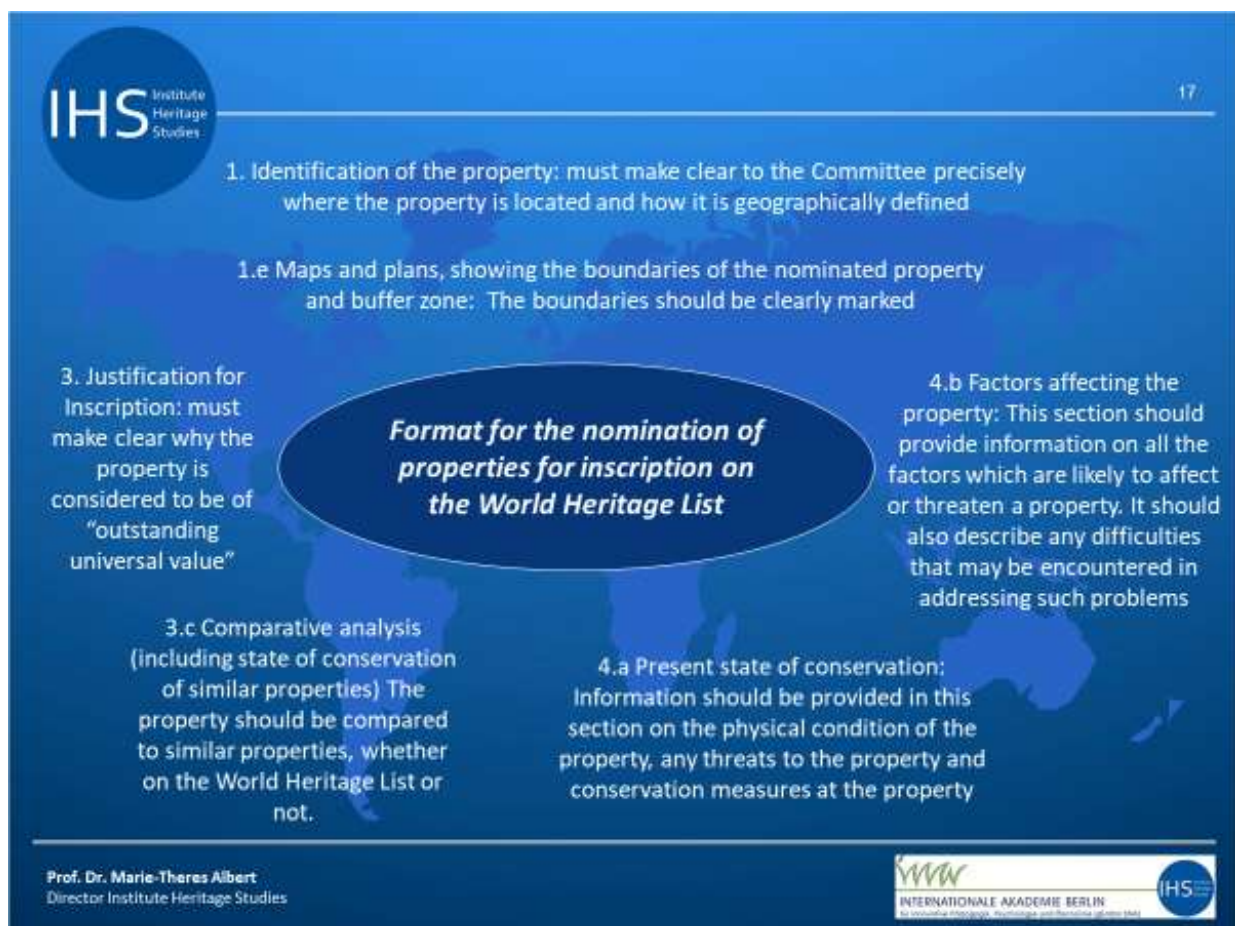 IHS Institute
Heritage
Studies
17
1. Identification of the property: must make clear to the Committee precisely
where the property is located and how it is geographically defined
1.e Maps and plans, showing the boundaries of the nominated property
and buffer zone: The boundaries should be clearly marked
3. Justification for
Inscription: must
make clear why the
property is
considered to be of
“outstanding
universal value”
Format for the nomination of
properties for inscription on
the World Heritage List
4.b Factors affecting the
property: This section should
provide information on all the
factors which are likely to affect
or threaten a property. It should
also describe any difficulties
that may be encountered in
addressing such problems
3.c Comparative analysis
(including state of conservation
of similar properties) The
property should be compared
to similar properties, whether
on the World Heritage List or
not.
4.a Present state of conservation:
Information should be provided in this
section on the physical condition of the
property, any threats to the property and
conservation measures at the property
Prof. Dr. Marie-Theres Albert
Director Institute Heritage Studies
INTERNATIONALE AKADEMIE BERLIN
IHS